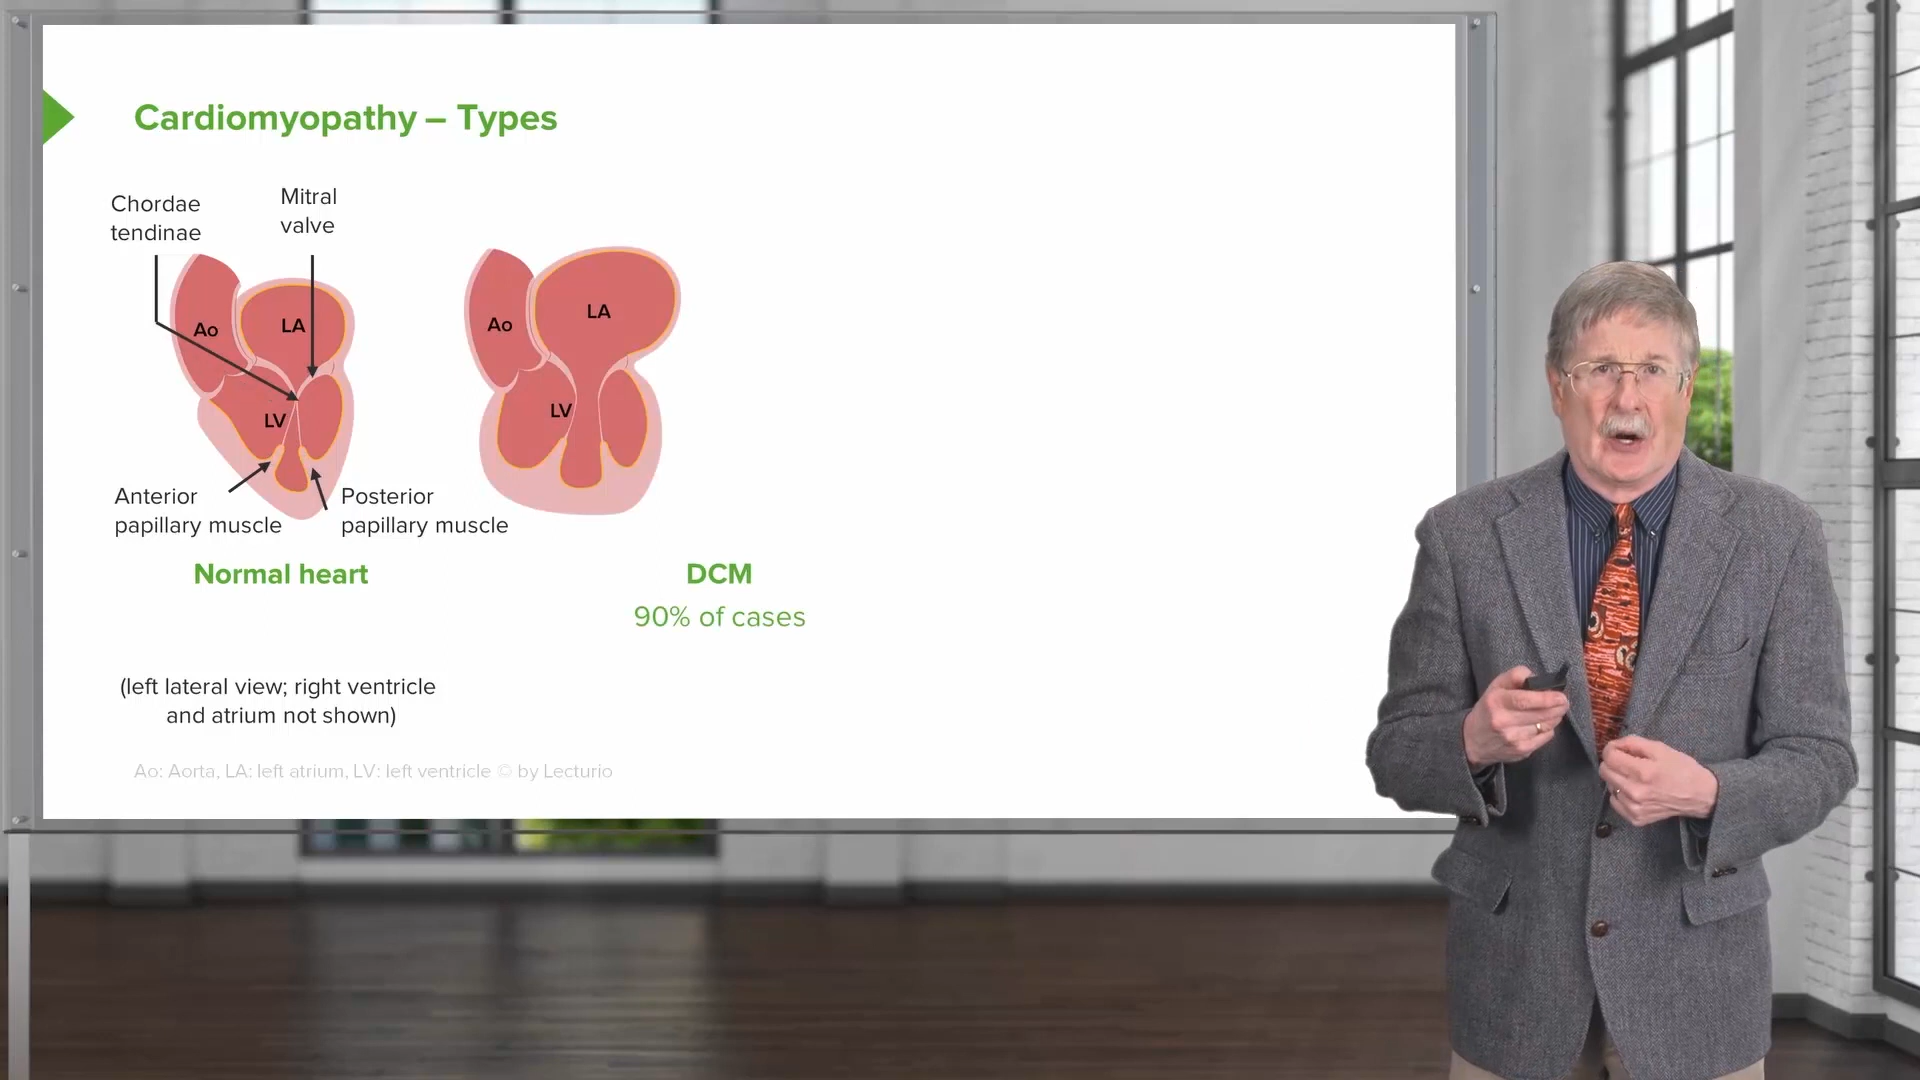 Cardiomyopathy – Types
Chordae
tendinae
Mitral
valve
Ao
LA
LV
Ao
LA
LV
Anterior
papillary muscle
Posterior
papillary muscle
Normal heart
DCM
90% of cases
(left lateral view; right ventricle
and atrium not shown)
Ao: Aorta, LA: left atrium, LV: left ventricle © by Lecturio